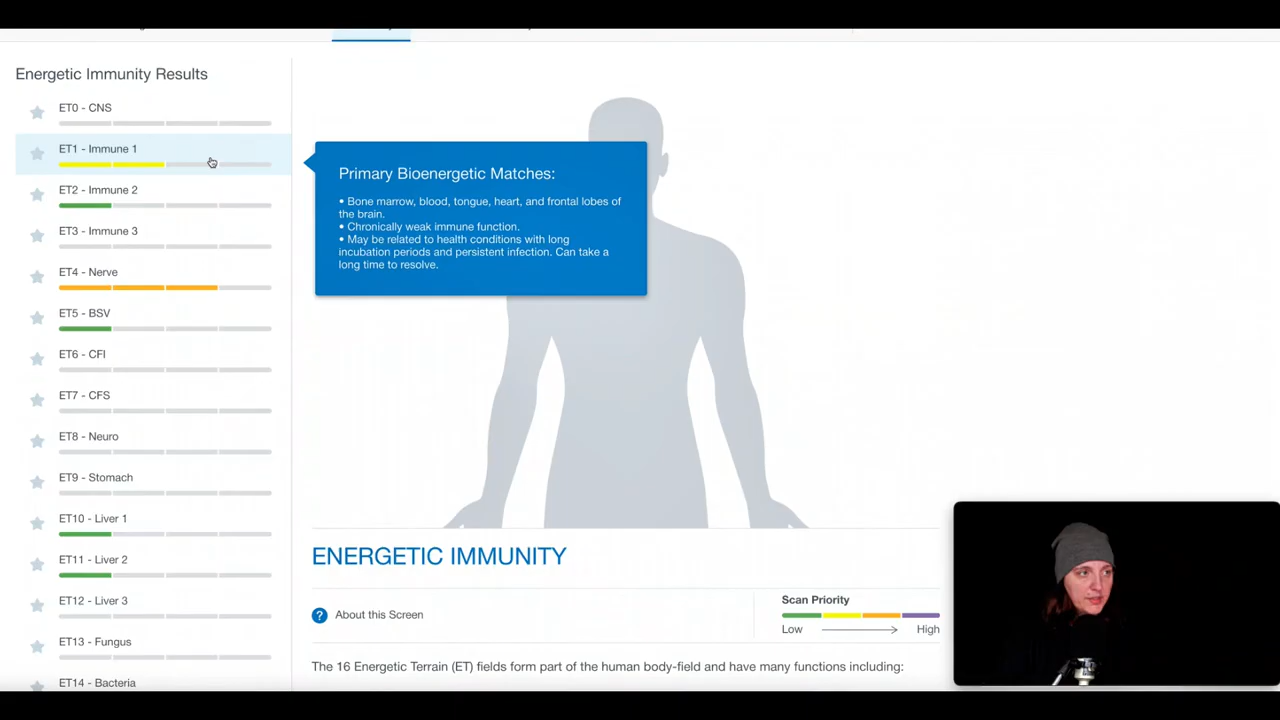 Energetic Immunity Results
ET0 - CNS
ET1 - Immune 1
ET2 - Immune 2
ET3 - Immune 3
ET4 - Nerve
ET5 - BSV
ET6 - CFI
ET7 - CFS
ET8 - Neuro
ET9 - Stomach
ET10 - Liver 1
ET11 - Liver 2
ET12 - Liver 3
ET13 - Fungus
ET14 - Bacteria
Primary Bioenergetic Matches:
• Bone marrow, blood, tongue, heart, and frontal lobes of
the brain.
• Chronically weak immune function.
• May be related to health conditions with long
incubation periods and persistent infection. Can take a
long time to resolve.
ENERGETIC IMMUNITY
? About this Screen
Scan Priority
Low High
The 16 Energetic Terrain (ET) fields form part of the human body-field and have many functions including: